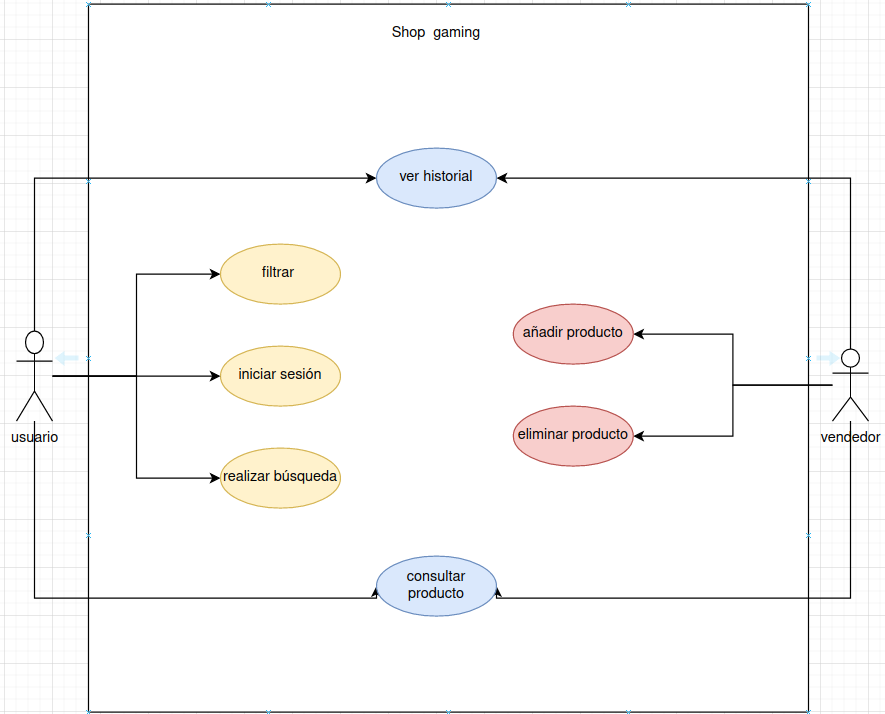 Shop gaming
ver historial
filtrar
añadir producto
iniciar sesión
eliminar producto
usuario
vendedor
realizar búsqueda
consultar
producto